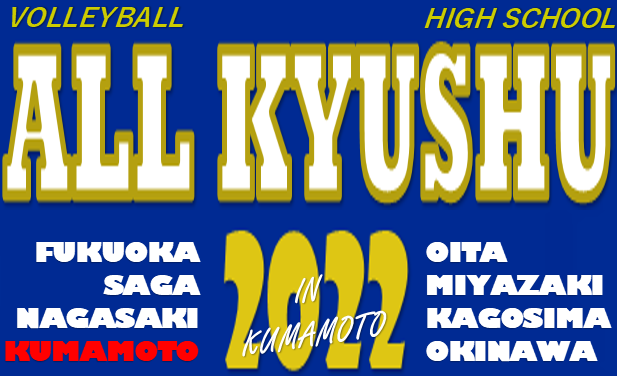 VOLLEYBALL HIGH SCHOOL
ALL KYUSHU
2022
IN
KUMAMOTO
FUKUOKA
SAGA
NAGASAKI
KUMAMOTO
OITA
MIYAZAKI
KAGOSIMA
OKINAWA